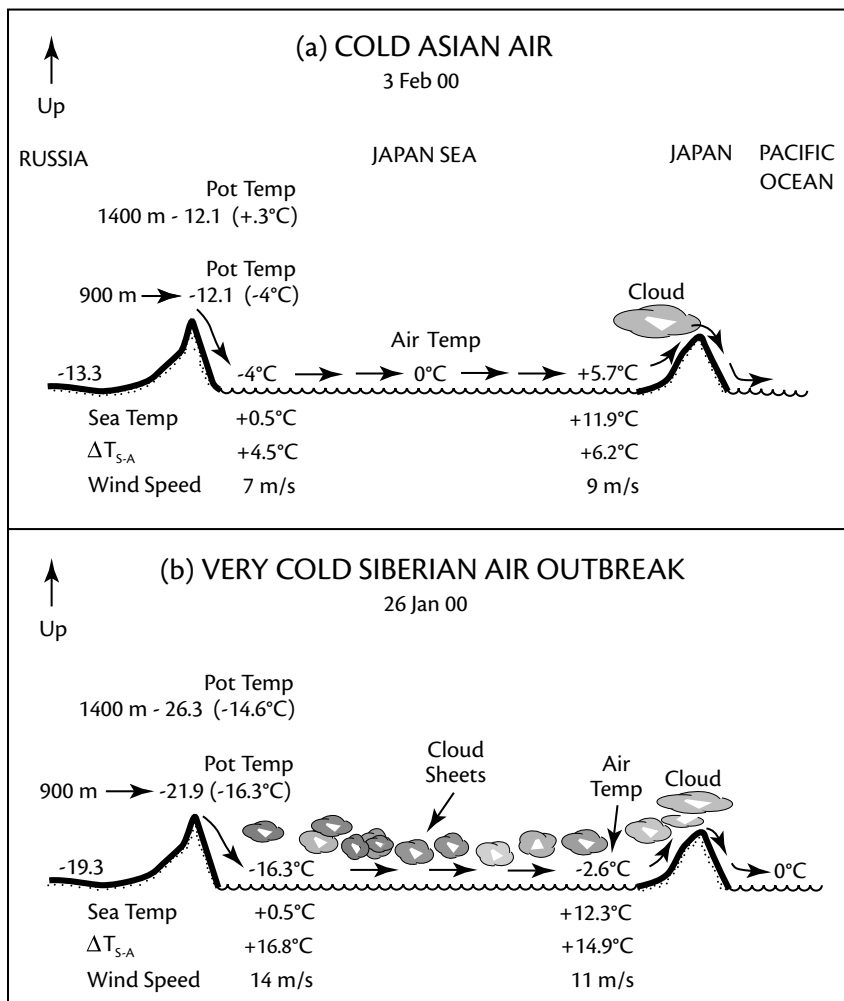 (a) COLD ASIAN AIR
3 Feb 00
Up
RUSSIA JAPAN SEA JAPAN PACIFIC
OCEAN
Pot Temp
1400 m - 12.1 (+.3°C)
Pot Temp
900 m -12.1 (-4°C)
Cloud
Air Temp
-13.3 -4°C 0°C +5.7°C
Sea Temp +0.5°C +11.9°C
ΔTS-A +4.5°C +6.2°C
Wind Speed 7 m/s 9 m/s
(b) VERY COLD SIBERIAN AIR OUTBREAK
26 Jan 00
Up
Pot Temp
1400 m - 26.3 (-14.6°C)
Pot Temp
900 m -21.9 (-16.3°C)
Cloud
Sheets
Air
Temp
Cloud
-19.3 -16.3°C -2.6°C 0°C
Sea Temp +0.5°C +12.3°C
ΔTS-A +16.8°C +14.9°C
Wind Speed 14 m/s 11 m/s